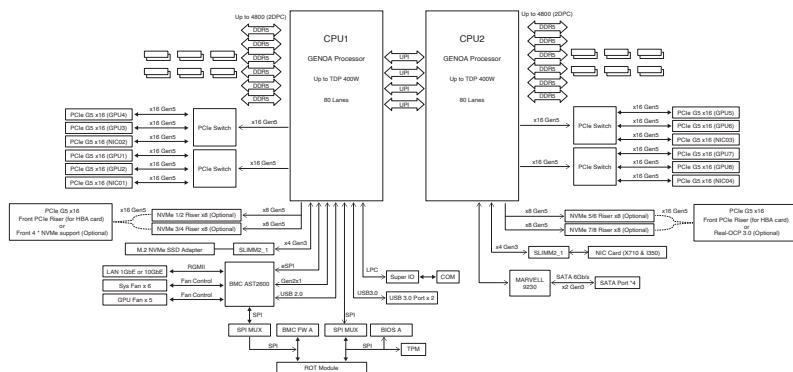 Up to 4800 (2DPC)
DDR5
DDR5
DDR5
DDR5
DDR5
DDR5
CPU1
GENOA Processor
Up to TDP 400W
80 Lanes
UPI
UPI
UPI
UPI
CPU2
GENOA Processor
Up to TDP 400W
80 Lanes
Up to 4800 (2DPC)
DDR5
DDR5
DDR5
DDR5
DDR5
DDR5
PCIe G5 x16 (GPU4)
x16 Gen5
PCIe G5 x16 (GPU3)
x16 Gen5
PCIe G5 x16 (NIC02)
x16 Gen5
PCIe Switch
x16 Gen5
PCIe G5 x16 (GPU1)
x16 Gen5
PCIe G5 x16 (GPU2)
x16 Gen5
PCIe G5 x16 (NIC01)
x16 Gen5
PCIe Switch
x16 Gen5
x16 Gen5
PCIe Switch
x16 Gen5
PCIe G5 x16 (GPU5)
x16 Gen5
PCIe G5 x16 (GPU6)
x16 Gen5
PCIe G5 x16 (NIC03)
x16 Gen5
PCIe Switch
x16 Gen5
PCIe G5 x16 (GPU7)
x16 Gen5
PCIe G5 x16 (GPU8)
x16 Gen5
PCIe G5 x16 (NIC04)
PCIe G5 x16
Front PCIe Riser (for HBA card)
or
Front 4 * NVMe support (Optional)
x16 Gen5
NVMe 1/2 Riser x8 (Optional)
x8 Gen5
NVMe 3/4 Riser x8 (Optional)
x8 Gen5
M.2 NVMe SSD Adapter
SLIMM2_1
x4 Gen3
x8 Gen5
NVMe 5/6 Riser x8 (Optional)
x8 Gen5
NVMe 7/8 Riser x8 (Optional)
x16 Gen5
PCIe G5 x16
Front PCIe Riser (for HBA card)
or
Real-OCP 3.0 (Optional)
x4 Gen3
SLIMM2_1
NIC Card (X710 & I350)
LAN 1GbE or 10GbE
RGMII
Sys Fan x 6
Fan Control
GPU Fan x 5
Fan Control
BMC AST2600
eSPI
Gen2x1
USB 2.0
LPC
Super IO
COM
USB3.0
USB 3.0 Port x 2
MARVELL
9230
SATA 6Gb/s
x2 Gen3
SATA Port *4
SPI
SPI
SPI MUX
BMC FW A
SPI MUX
BIOS A
SPI
SPI
TPM
ROT Module